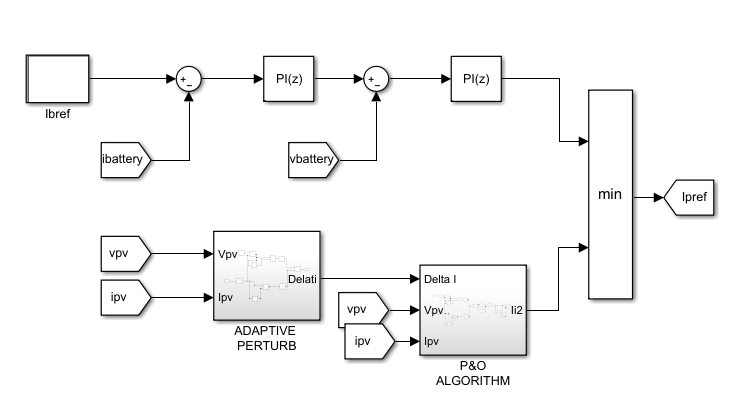 PI(z)
PI(z)
Ibref
ibattery
vbattery
min
Ipref
vpv
Vpv
Delati
ipv
Ipv
Delta I
vpv
Vpv..
Ii2
ipv
Ipv
ADAPTIVE
PERTURB
P&O
ALGORITHM